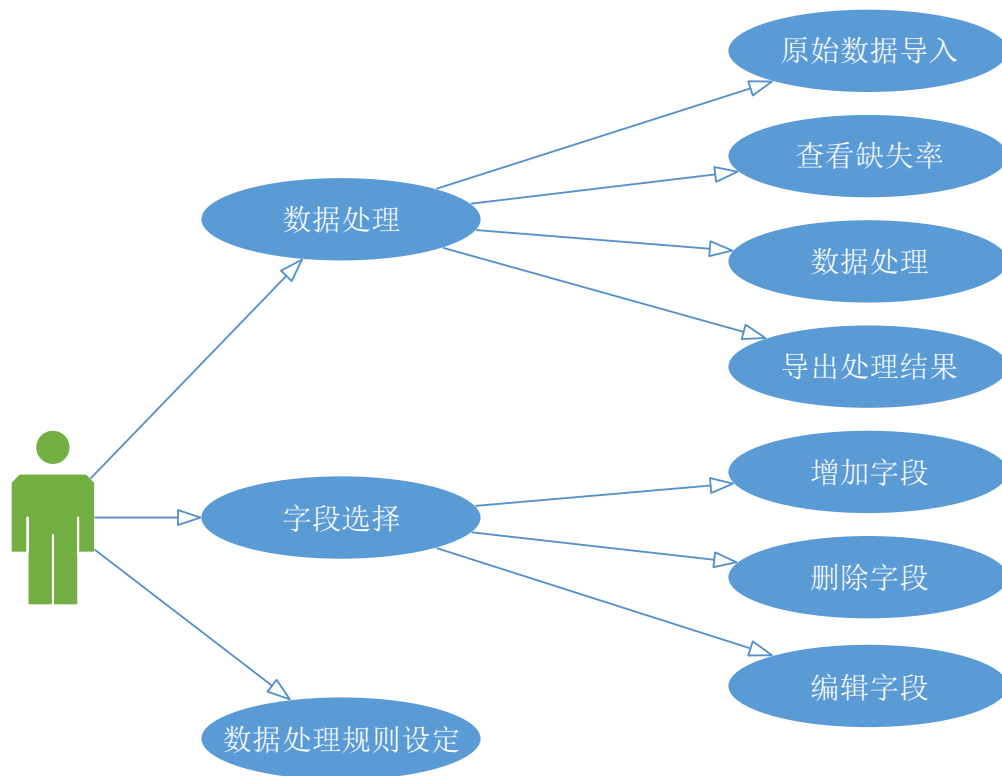 原始数据导入
查看缺失率
数据处理
数据处理
导出处理结果
增加字段
字段选择
删除字段
编辑字段
数据处理规则设定